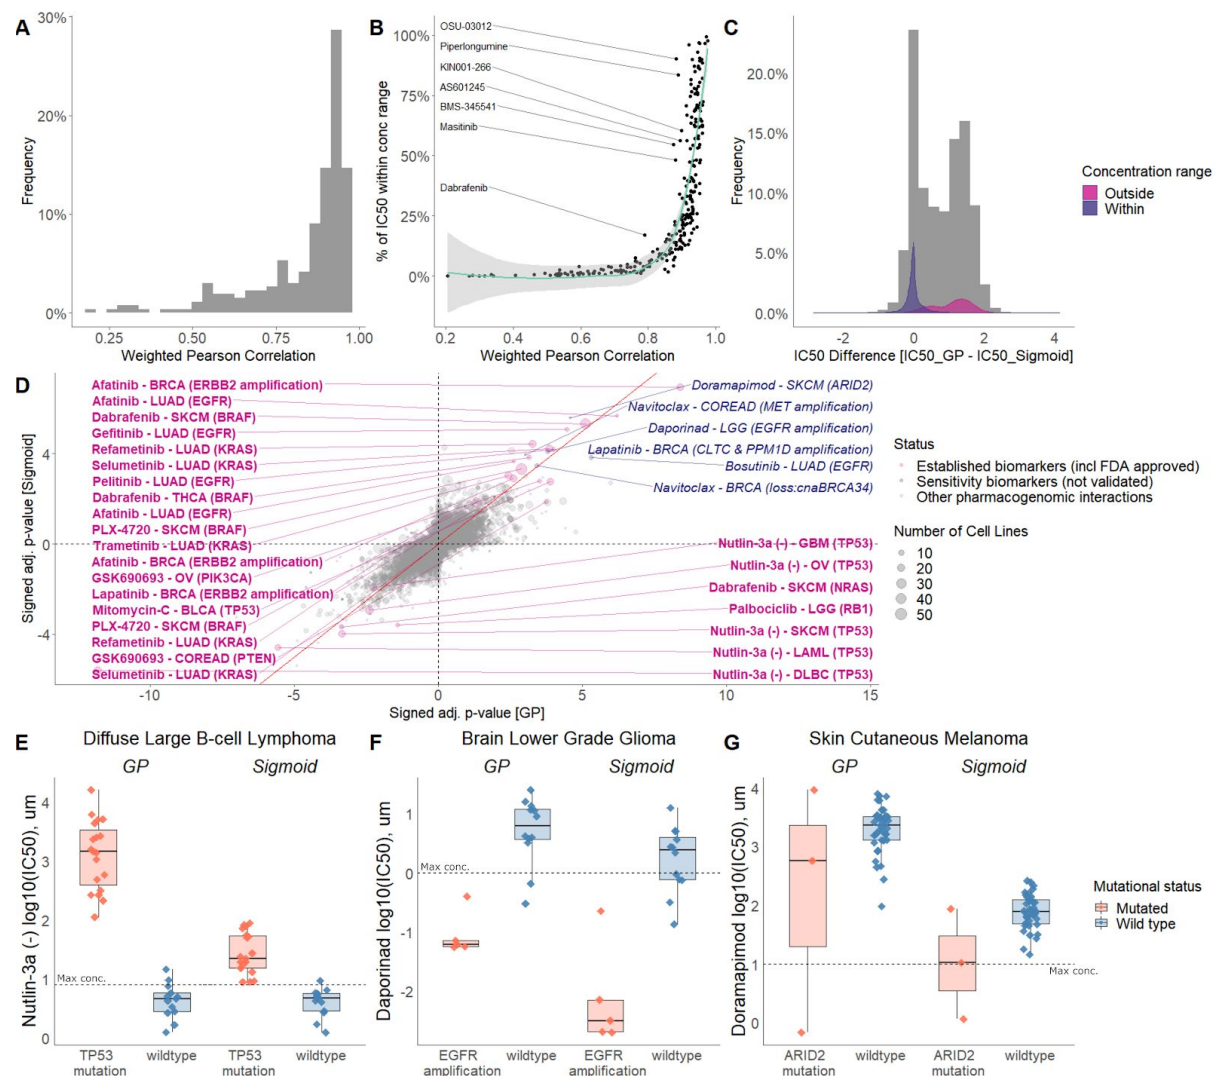 A
30%
20%
10%
0%
Frequency
0.25
0.50
0.75
1.00
Weighted Pearson Correlation
B
100%
75%
50%
25%
0%
% of IC50 within conc range
OSU-03012
Piperlongumine
KIN001-266
AS601245
BMS-345541
Masitinib
Dabrafenib
0.2
0.4
0.6
0.8
1.0
Weighted Pearson Correlation
C
20.0%
15.0%
10.0%
5.0%
0.0%
Frequency
-2
0
2
4
IC50 Difference [IC50_GP - IC50_Sigmoid]
Concentration range
Outside
Within
D
Signed adj. p-value [Sigmoid]
4
0
-4
Afatinib - BRCA (ERBB2 amplification)
Afatinib - LUAD (EGFR)
Dabrafenib - SKCM (BRAF)
Gefitinib - LUAD (EGFR)
Refametinib - LUAD (KRAS)
Selumetinib - LUAD (KRAS)
Pelitinib - LUAD (EGFR)
Dabrafenib - THCA (BRAF)
Afatinib - LUAD (EGFR)
PLX-4720 - SKCM (BRAF)
Trametinib - LUAD (KRAS)
Afatinib - BRCA (ERBB2 amplification)
GSK690693 - OV (PIK3CA)
Lapatinib - BRCA (ERBB2 amplification)
Mitomycin-C - BLCA (TP53)
PLX-4720 - SKCM (BRAF)
Refametinib - LUAD (KRAS)
GSK690693 - COREAD (PTEN)
Selumetinib - LUAD (KRAS)
Doramapimod - SKCM (ARID2)
Navitoclax - COREAD (MET amplification)
Daporinad - LGG (EGFR amplification)
Lapatinib - BRCA (CLTC & PPM1D amplification)
Bosutinib - LUAD (EGFR)
Navitoclax - BRCA (loss:cnaBRCA34)
Nutlin-3a (-) - GBM (TP53)
Nutlin-3a (-) - OV (TP53)
Dabrafenib - SKCM (NRAS)
Palbociclib - LGG (RB1)
Nutlin-3a (-) - SKCM (TP53)
Nutlin-3a (-) - LAML (TP53)
Nutlin-3a (-) - DLBC (TP53)
-10
-5
0
5
10
15
Signed adj. p-value [GP]
Status
Established biomarkers (incl FDA approved)
Sensitivity biomarkers (not validated)
Other pharmacogenomic interactions
Number of Cell Lines
10
20
30
40
50
E
Diffuse Large B-cell Lymphoma
GP
Sigmoid
Nutlin-3a (-) log10(IC50), um
4
3
2
1
0
Max conc.
TP53 mutation
wildtype
TP53 mutation
wildtype
F
Brain Lower Grade Glioma
GP
Sigmoid
Daporinad log10(IC50), um
1
0
-1
-2
Max conc.
EGFR amplification
wildtype
EGFR amplification
wildtype
G
Skin Cutaneous Melanoma
GP
Sigmoid
Doramapimod log10(IC50), um
4
3
2
1
0
Max conc.
ARID2 mutation
wildtype
ARID2 mutation
wildtype
Mutational status
Mutated
Wild type